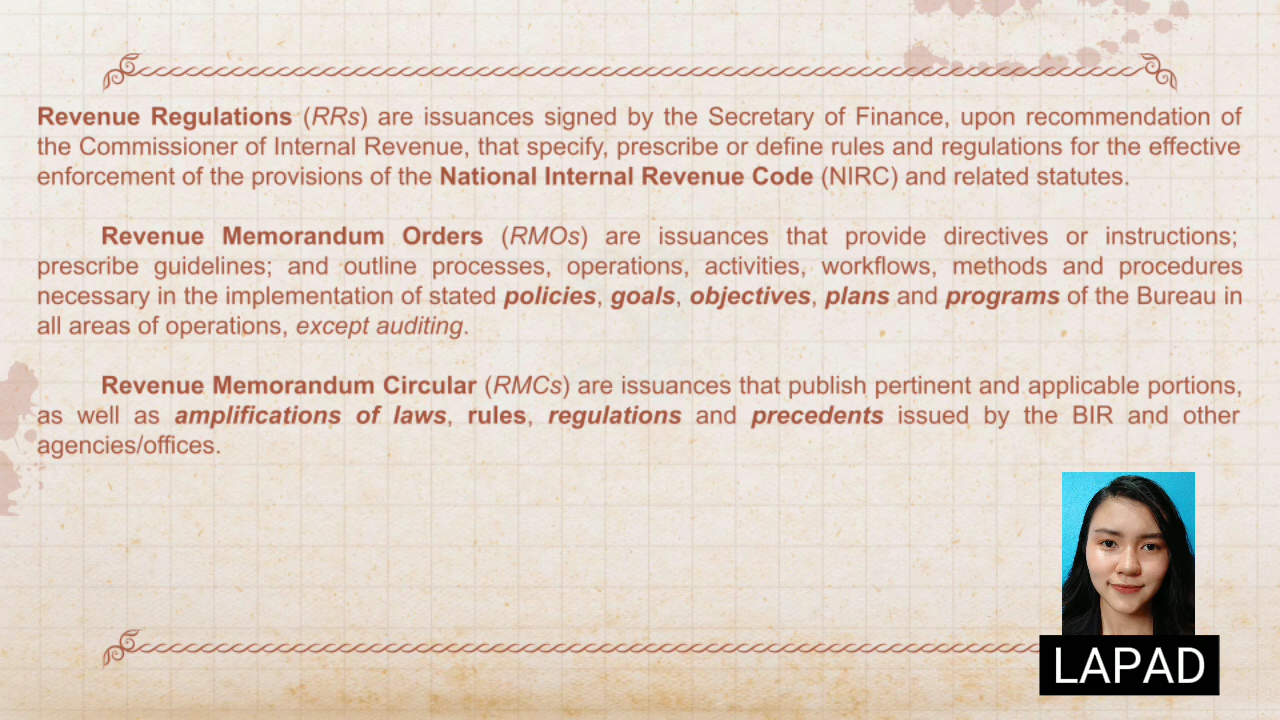 Revenue Regulations (RRs) are issuances signed by the Secretary of Finance, upon recommendation of
the Commissioner of Internal Revenue, that specify, prescribe or define rules and regulations for the effective
enforcement of the provisions of the National Internal Revenue Code (NIRC) and related statutes.
Revenue Memorandum Orders (RMOs) are issuances that provide directives or instructions;
prescribe guidelines; and outline processes, operations, activities, workflows, methods and procedures
necessary in the implementation of stated policies, goals, objectives, plans and programs of the Bureau in
all areas of operations, except auditing.
Revenue Memorandum Circular (RMCs) are issuances that publish pertinent and applicable portions,
as well as amplifications of laws, rules, regulations and precedents issued by the BIR and other
agencies/offices.
LAPAD